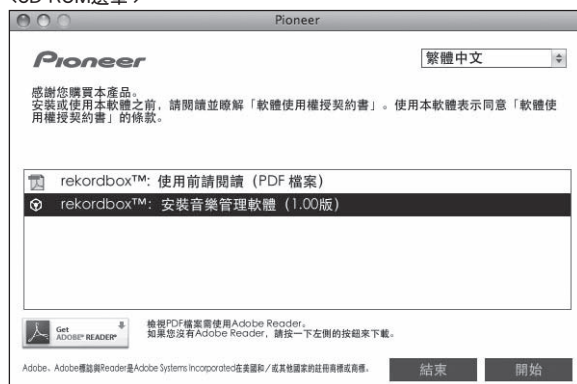 Pioneer
Pioneer
繁體中文
感謝您購買本產品。
安裝或使用本軟體之前，請閱讀並瞭解「軟體使用權授契約書」。使用本軟體表示同意「軟體使
用權授契約書」的條款。
rekordbox™: 使用前請閱讀 (PDF 檔案)
rekordbox™: 安裝音樂管理軟體 (1.00版)
Get
ADOBE® READER®
檢視PDF檔案需使用Adobe Reader。
如果您沒有Adobe Reader，請按一下左側的按鈕來下載。
Adobe、Adobe標誌與Reader是Adobe Systems Incorporated在美國和／或其他國家的註冊商標或商標。
結束
開始